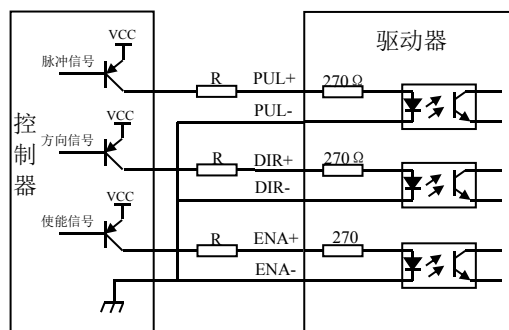 VCC
脉冲信号
R
PUL+
270Ω
PUL-
驱动器
控制器
VCC
方向信号
R
DIR+
270Ω
DIR-
VCC
使能信号
R
ENA+
270
ENA-